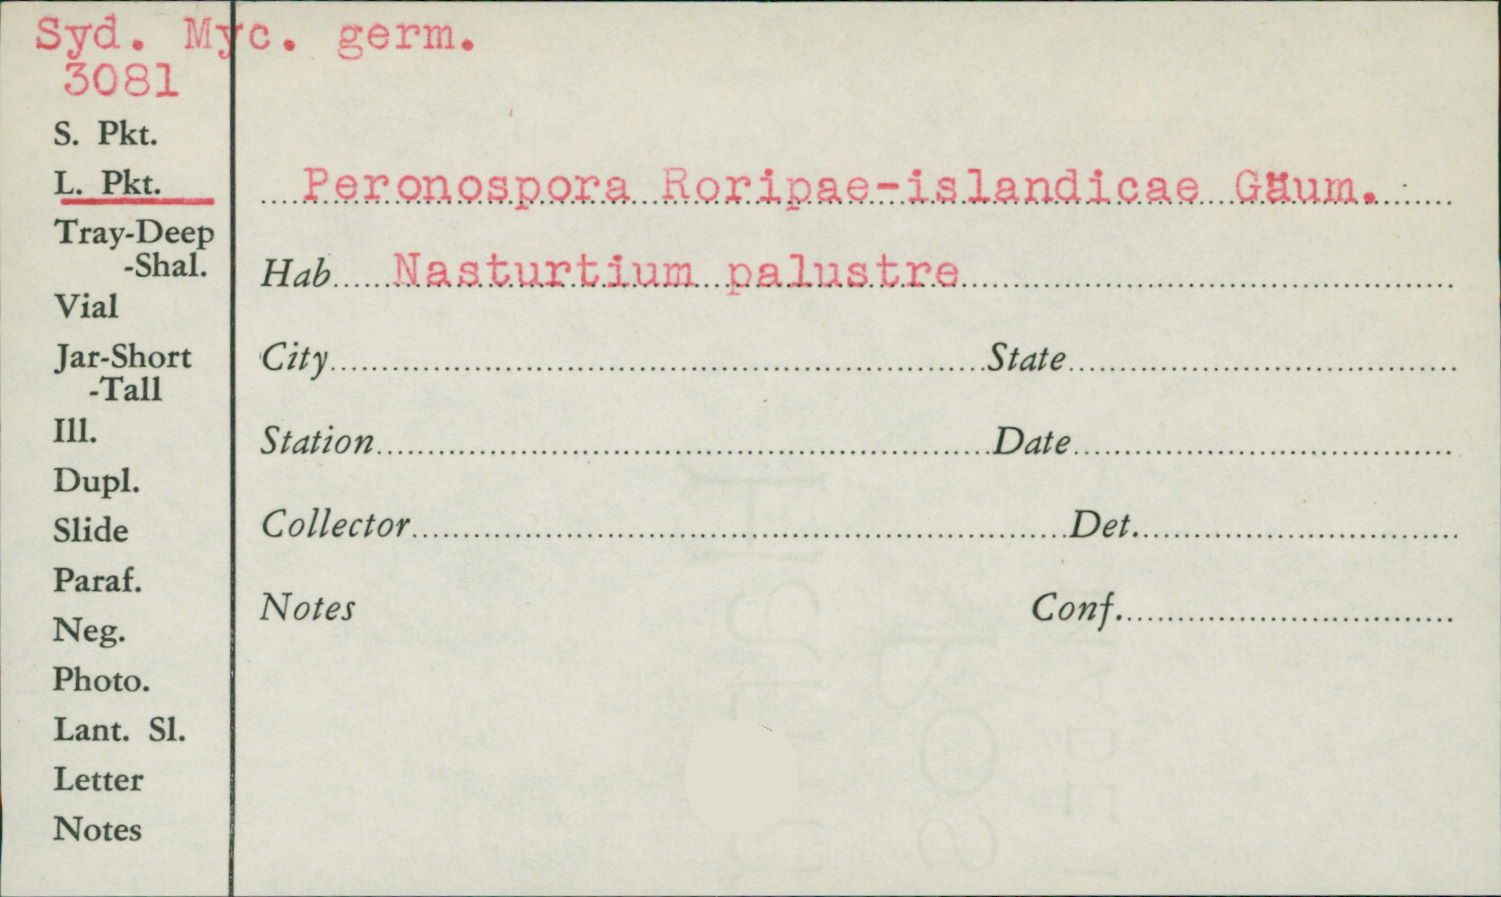 Syd. Myc. germ.
3081
S. Pkt.
L. Pkt.
Peronospora Roripae-islandicae Gäum.
Tray-Deep
-Shal.
Hab Nasturtium palustre
Vial
Jar-Short
-Tall
City State
Ill.
Station Date
Dupl.
Slide
Collector Det.
Paraf.
Neg.
Notes Conf.
Photo.
Lant. Sl.
Letter
Notes